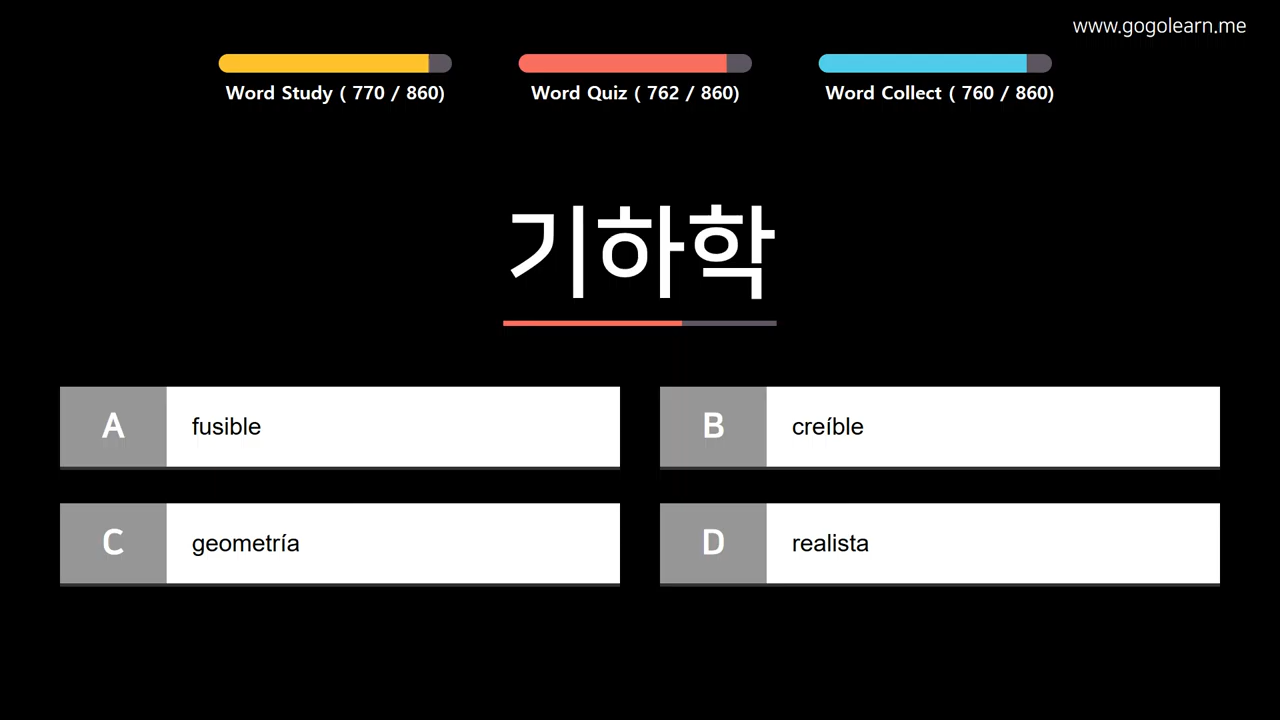 www.gogolearn.me
Word Study ( 770 / 860)
Word Quiz ( 762 / 860)
Word Collect ( 760 / 860)
기하학
A fusible
B creíble
C geometría
D realista